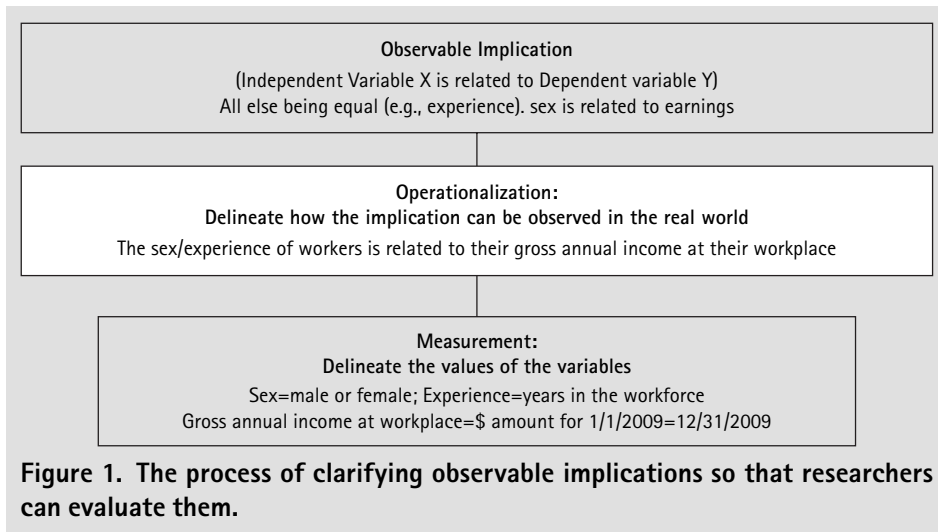 Observable Implication
(Independent Variable X is related to Dependent variable Y)
All else being equal (e.g., experience). sex is related to earnings
Operationalization:
Delineate how the implication can be observed in the real world
The sex/experience of workers is related to their gross annual income at their workplace
Measurement:
Delineate the values of the variables
Sex=male or female; Experience=years in the workforce
Gross annual income at workplace=$ amount for 1/1/2009=12/31/2009
Figure 1. The process of clarifying observable implications so that researchers
can evaluate them.